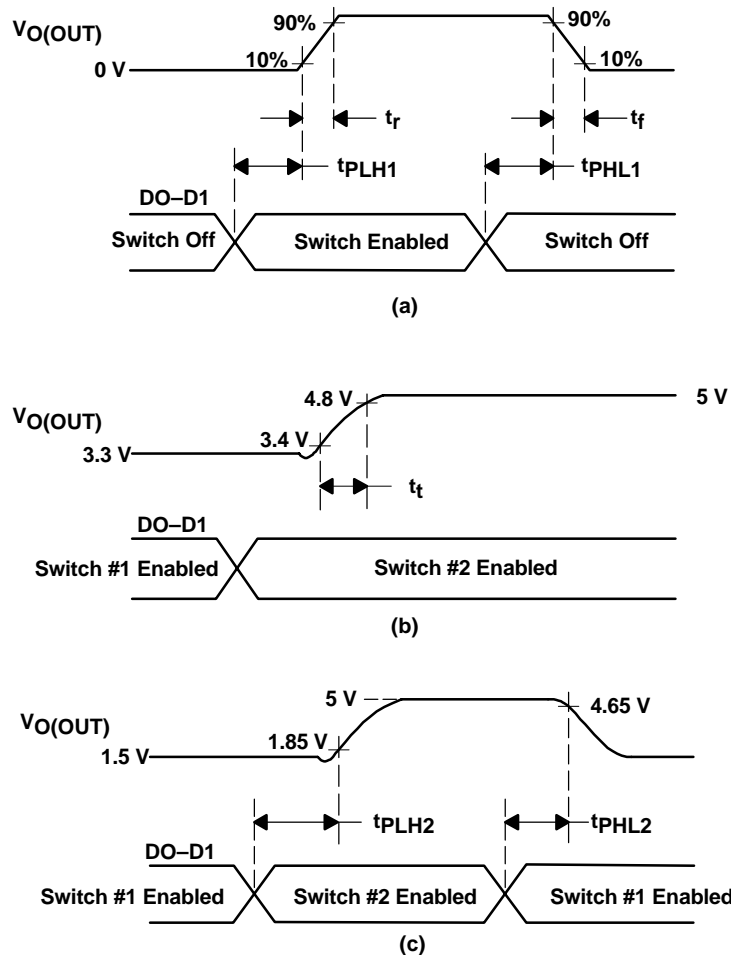 VO(OUT)
90%
90%
10%
10%
0 V
tr
tf
tPLH1
tPHL1
DO–D1
Switch Off
Switch Enabled
Switch Off
(a)
4.8 V
5 V
VO(OUT)
3.4 V
3.3 V
tt
DO–D1
Switch #1 Enabled
Switch #2 Enabled
(b)
5 V
4.65 V
VO(OUT)
1.85 V
1.5 V
tPLH2
tPHL2
DO–D1
Switch #1 Enabled
Switch #2 Enabled
Switch #1 Enabled
(c)